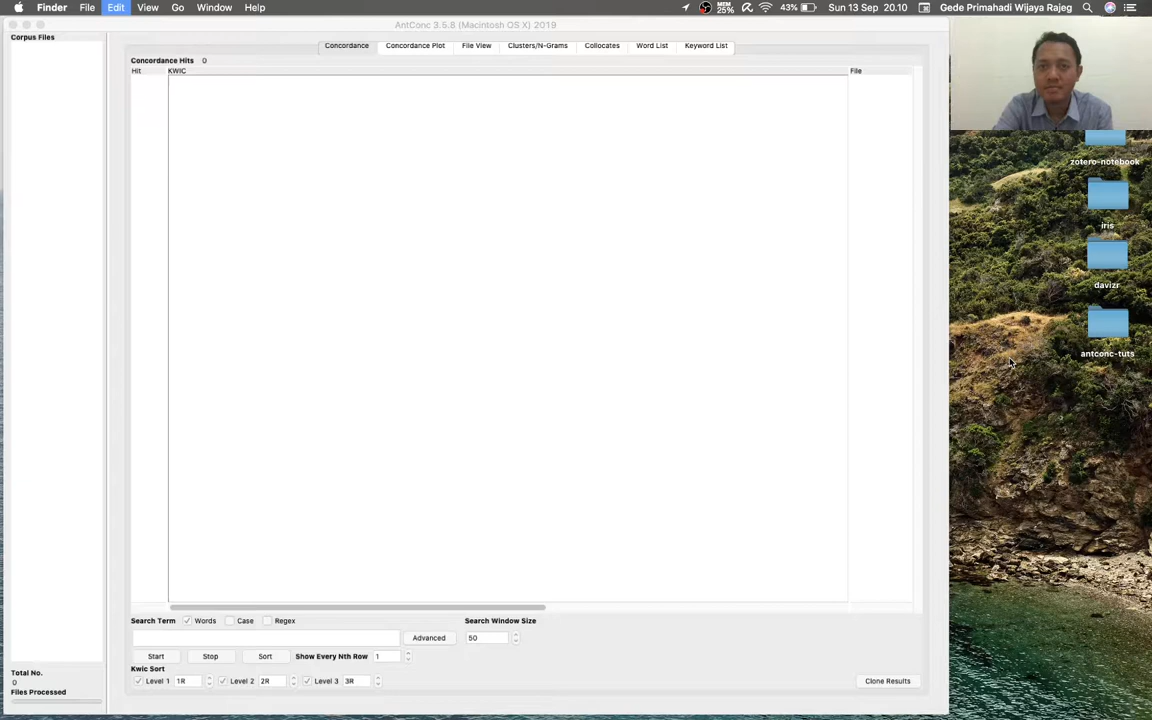 Finder File Edit View Go Window Help MEM 25% 43% Sun 13 Sep 20.10 Gede Primahadi Wijaya Rajeg
AntConc 3.5.8 (Macintosh OS X) 2019
Corpus Files
Concordance Concordance Plot File View Clusters/N-Grams Collocates Word List Keyword List
Concordance Hits 0
Hit KWIC File
zotero-notebook
iris
davizr
antconc-tuts
Search Term Words Case Regex Search Window Size
Advanced 50
Start Stop Sort Show Every Nth Row 1
Kwic Sort
Level 1 1R Level 2 2R Level 3 3R Clone Results
Total No.
0
Files Processed